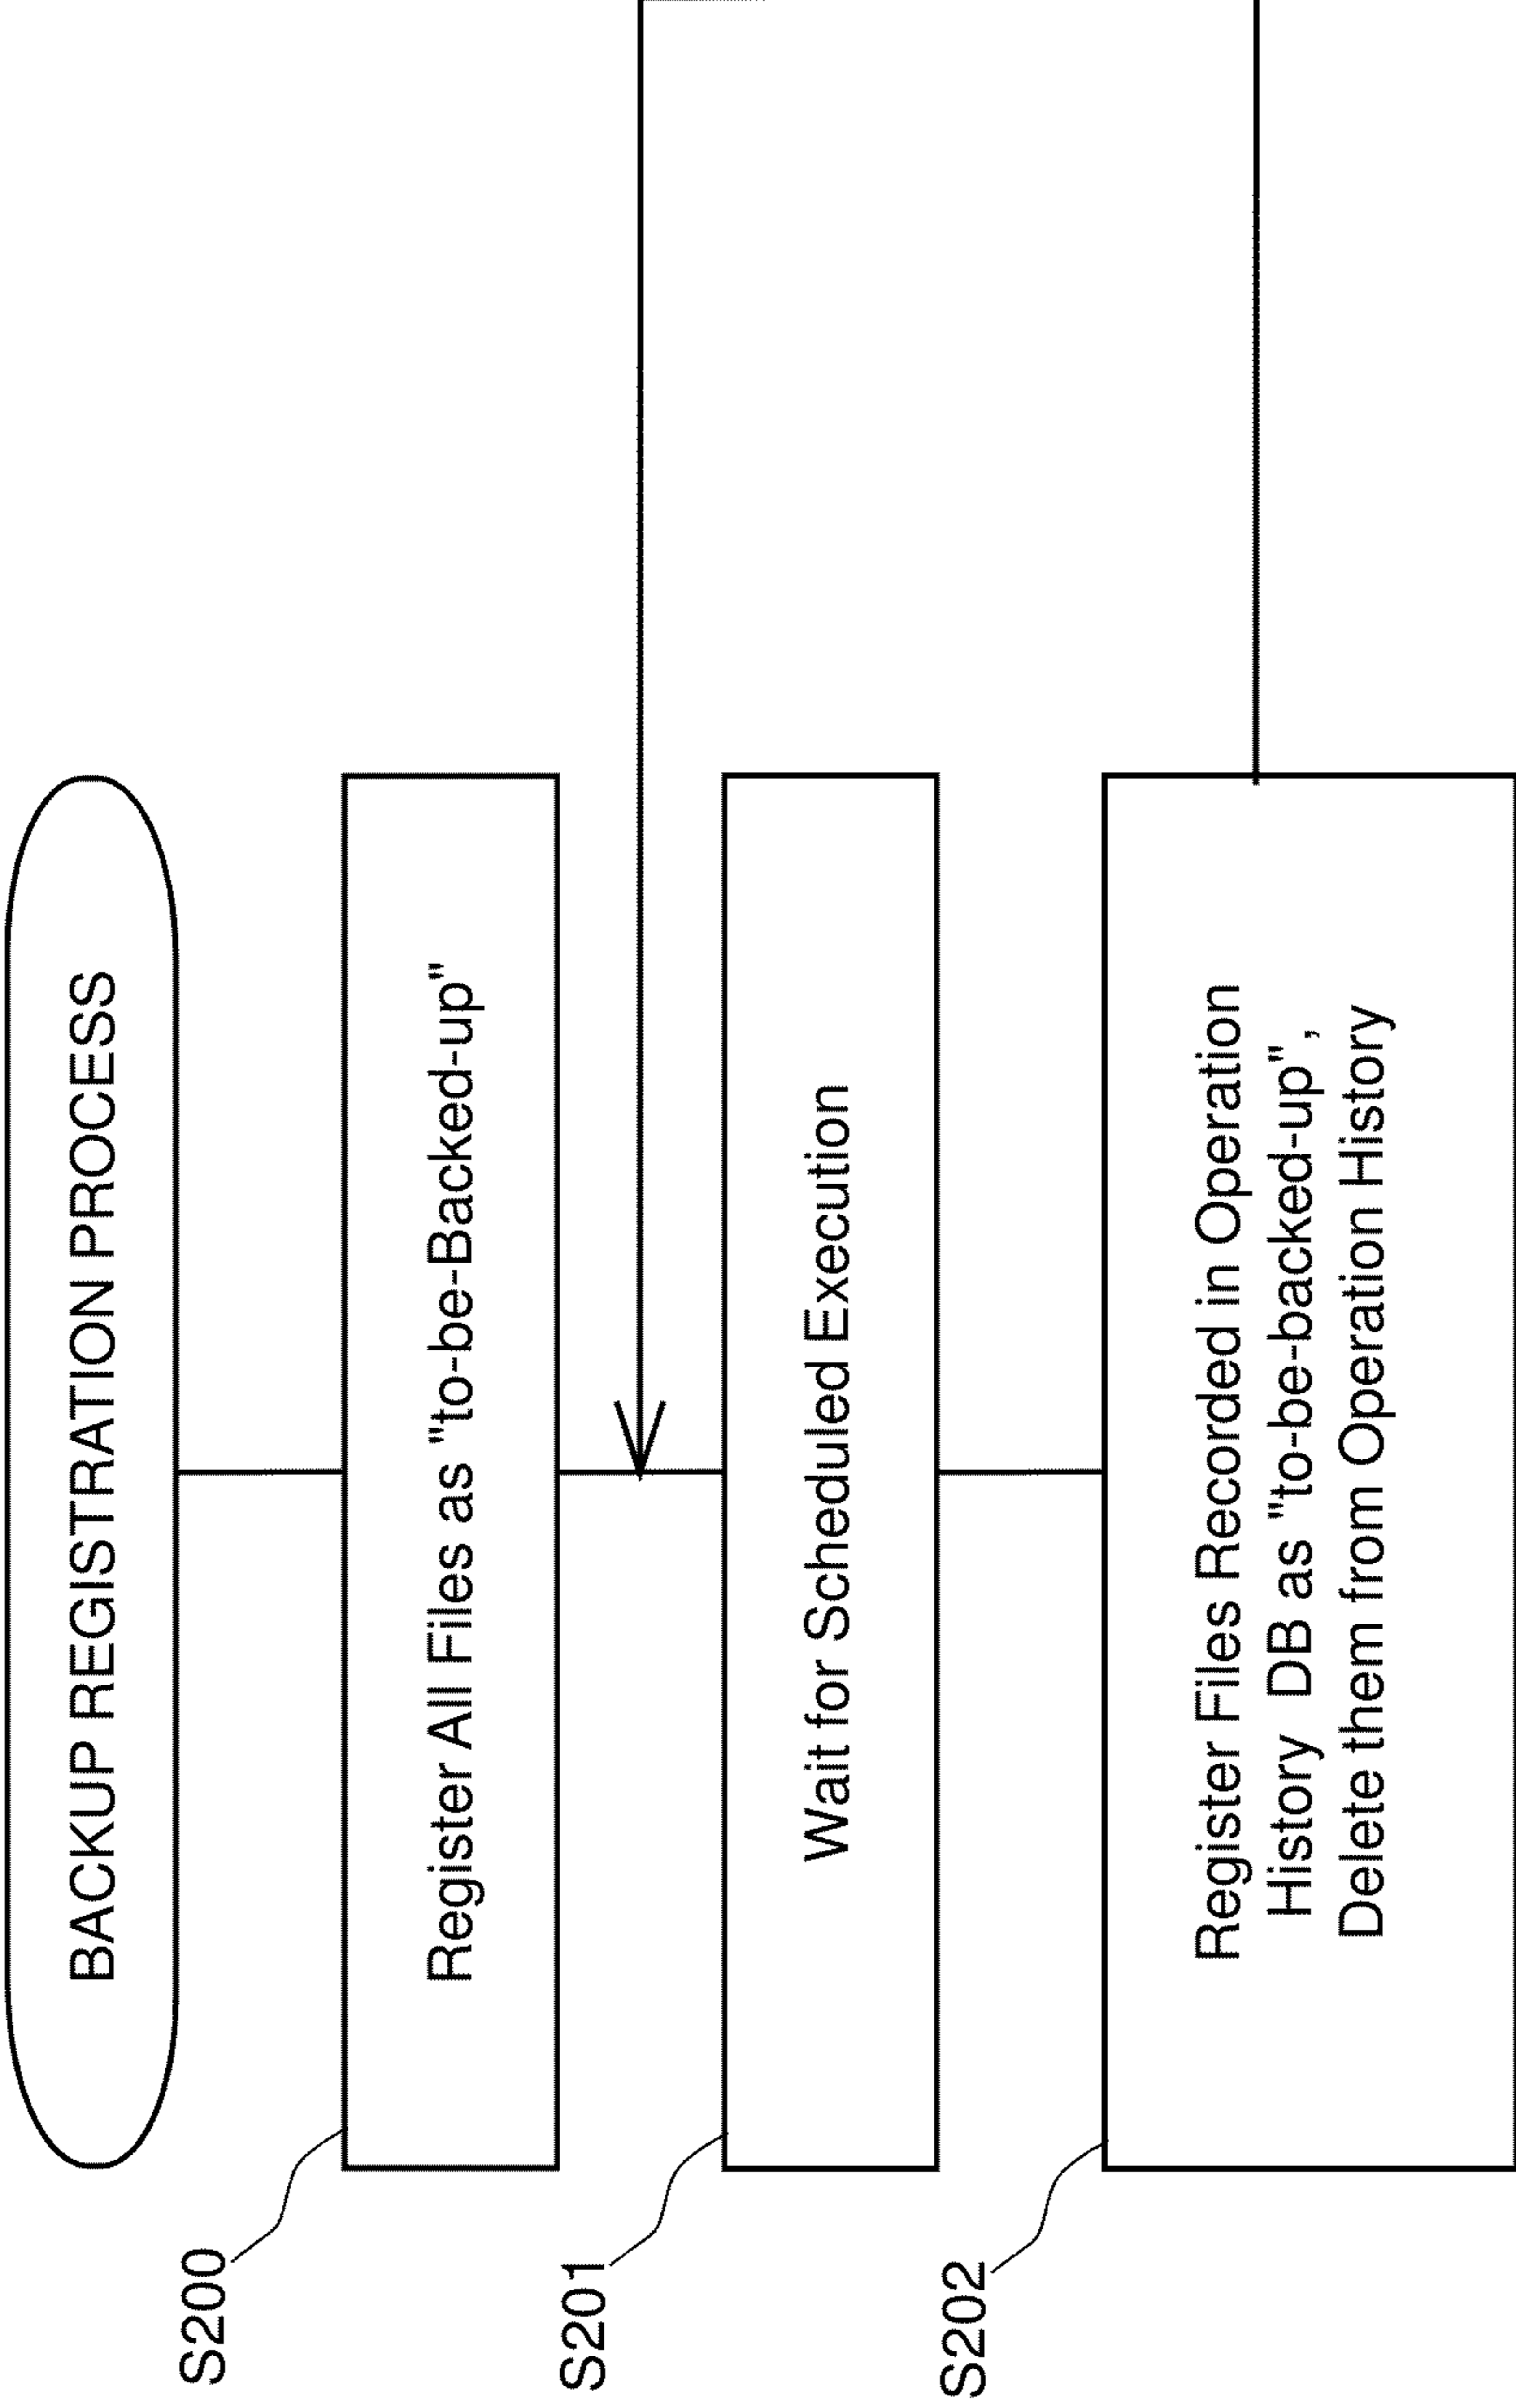 BACKUP REGISTRATION PROCESS
S200
Register All Files as "to-be-Backed-up"
S201
Wait for Scheduled Execution
S202
Register Files Recorded in Operation
History DB as "to-be-backed-up",
Delete them from Operation History